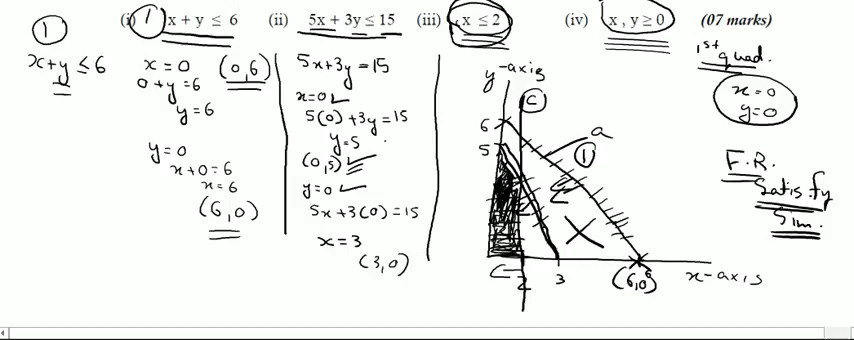 (i) 1 x + y ≤ 6 (ii) 5x + 3y ≤ 15 (iii) x ≤ 2 (iv) x , y ≥ 0 (07 marks)
1
x+y ≤ 6
x=0 (0,6)
0+y=6
y=6
y=0
x+0=6
x=6
(6,0)
5x+3y=15
x=0
5(0)+3y=15
y=5
(0,5)
y=0
5x+3(0)=15
x=3
(3,0)
y-axis
C
6
5
a
1
2
3
(6,0)
x-axis
1st quad.
x=0
y=0
F.R.
Satisfy
Sim.